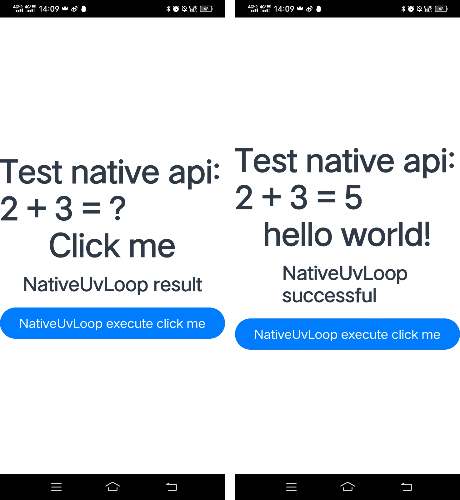 14:09
Test native api:
2 + 3 = ?
Click me
NativeUvLoop result
NativeUvLoop execute click me
14:09
Test native api:
2 + 3 = 5
hello world!
NativeUvLoop
successful
NativeUvLoop execute click me